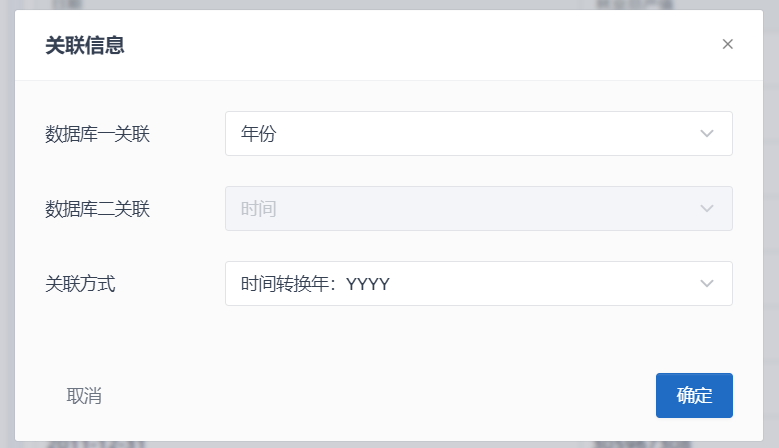 关联信息
数据库一关联
年份
数据库二关联
时间
关联方式
时间转换年：YYYY
取消
确定